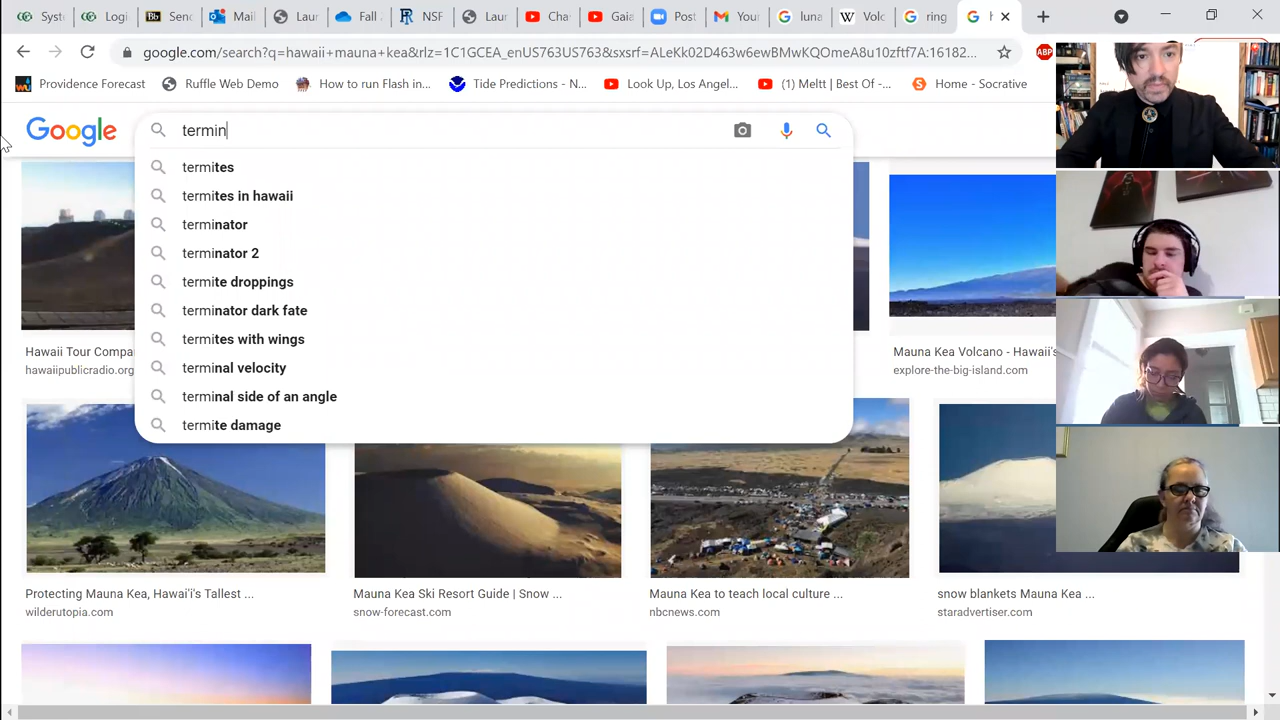 Syst
Logi
Senc
Mail
Laur
Fall
NSF
Laur
Cha
Gaia
Post
Your
luna
Volc
ring
h
google.com/search?q=hawaii+mauna+kea&rlz=1C1GCEA_enUS763US763&sxsrf=ALeKk02D463w6ewBMwKQOmeA8u10zftf7A:16182...
ABP
Providence Forecast
Ruffle Web Demo
How to Flash in...
Tide Prediction - N...
Lace Up, Los Angel...
(1) Best Of -...
Home - Socrative
Google
termin
termites
termites in hawaii
terminator
terminator 2
termite droppings
terminator dark fate
termites with wings
terminal velocity
terminal side of an angle
termite damage
Hawaii Tour Compa
hawaiipublicradio.org
Mauna Kea Volcano - Hawaii's
explore-the-big-island.com
Protecting Mauna Kea, Hawai'i's Tallest ...
wilderutopia.com
Mauna Kea Ski Resort Guide | Snow ...
snow-forecast.com
Mauna Kea to teach local culture ...
nbcnews.com
snow blankets Mauna Kea ...
staradvertiser.com